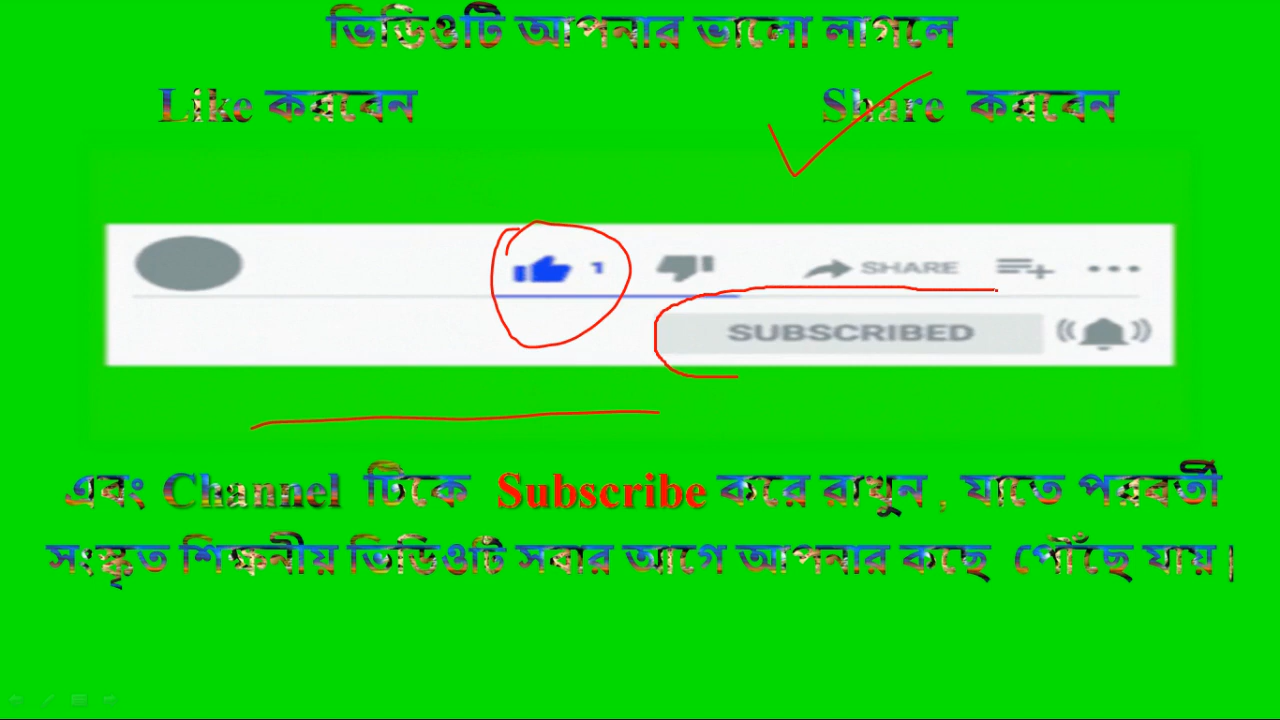 ভিডিওটি আপনার ভালো লাগলে
Like করবেন Share করবেন
1 SHARE
SUBSCRIBED
এবং Channel টিকে Subscribe করে রাখুন , যাতে পরবর্তী
সংস্কৃত শিক্ষনীয় ভিডিওটি সবার আগে আপনার কছে পৌঁছে যায় |